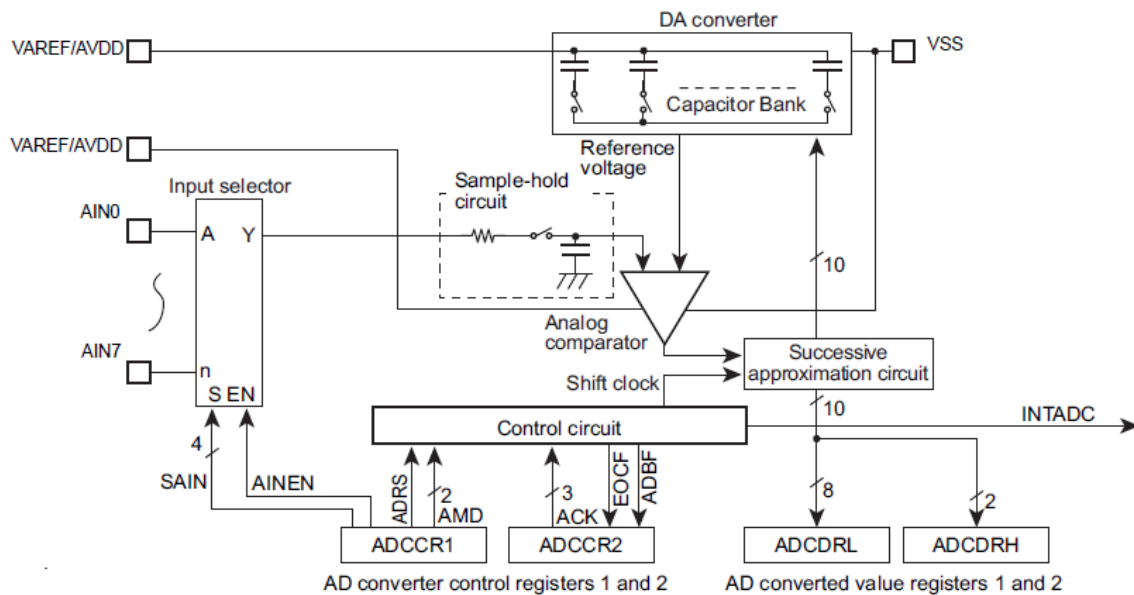 DA converter
VAREF/AVDD
VSS
Capacitor Bank
VAREF/AVDD
Reference
voltage
Sample-hold
circuit
Input selector
AIN0
A Y
10
Analog
comparator
AIN7
n
S EN
Successive
approximation circuit
Shift clock
10
INTADC
Control circuit
4
SAIN
AINEN
ADRS
2
AMD
3
ACK
EOCF
ADBF
8
2
ADCCR1
ADCCR2
ADCDRL
ADCDRH
AD converter control registers 1 and 2
AD converted value registers 1 and 2